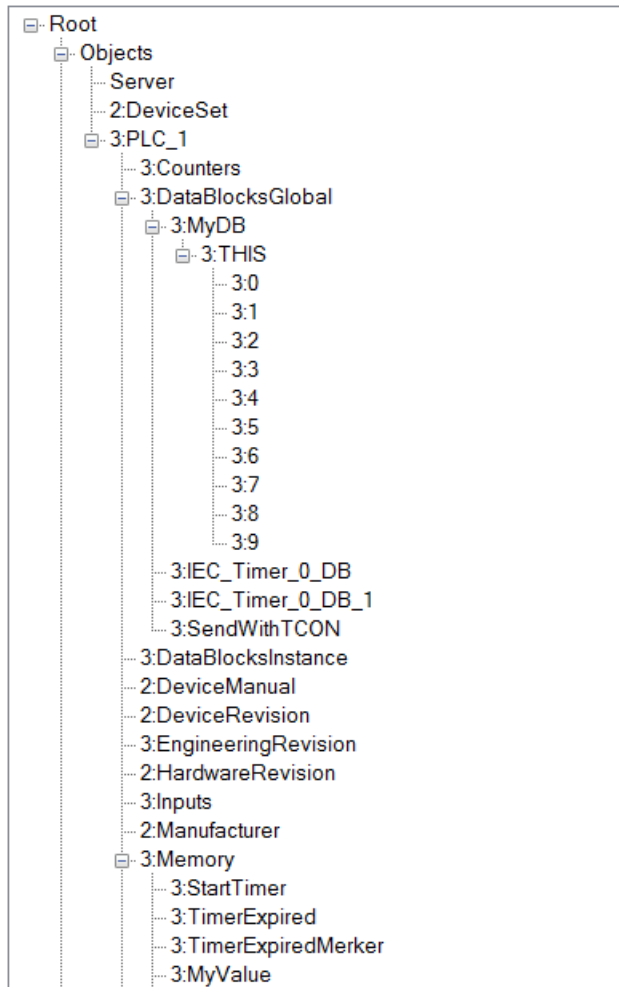 Root
Objects
Server
2:DeviceSet
3:PLC_1
3:Counters
3:DataBlocksGlobal
3:MyDB
3:THIS
3:0
3:1
3:2
3:3
3:4
3:5
3:6
3:7
3:8
3:9
3:IEC_Timer_0_DB
3:IEC_Timer_0_DB_1
3:SendWithTCON
3:DataBlocksInstance
2:DeviceManual
2:DeviceRevision
3:EngineeringRevision
2:HardwareRevision
3:Inputs
2:Manufacturer
3:Memory
3:StartTimer
3:TimerExpired
3:TimerExpiredMerker
3:MyValue